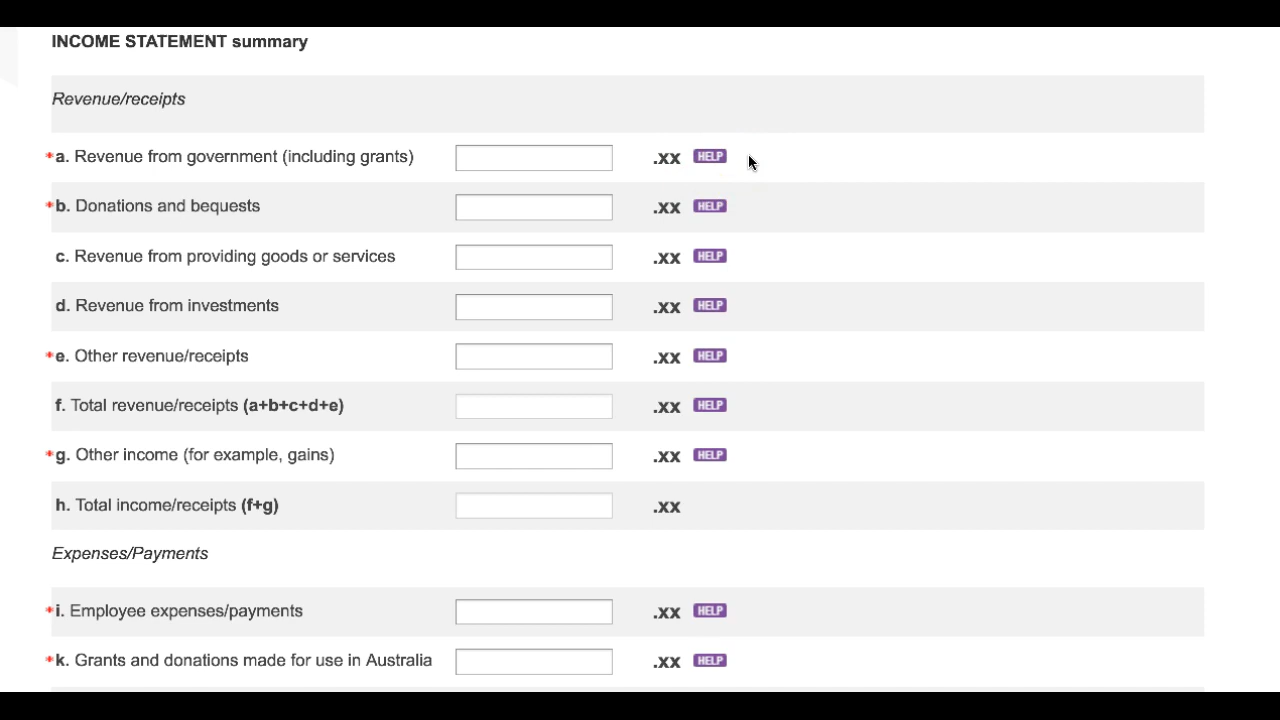 INCOME STATEMENT summary
Revenue/receipts
*a. Revenue from government (including grants) .xx HELP
*b. Donations and bequests .xx HELP
c. Revenue from providing goods or services .xx HELP
d. Revenue from investments .xx HELP
*e. Other revenue/receipts .xx HELP
f. Total revenue/receipts (a+b+c+d+e) .xx HELP
*g. Other income (for example, gains) .xx HELP
h. Total income/receipts (f+g) .xx
Expenses/Payments
*i. Employee expenses/payments .xx HELP
*k. Grants and donations made for use in Australia .xx HELP